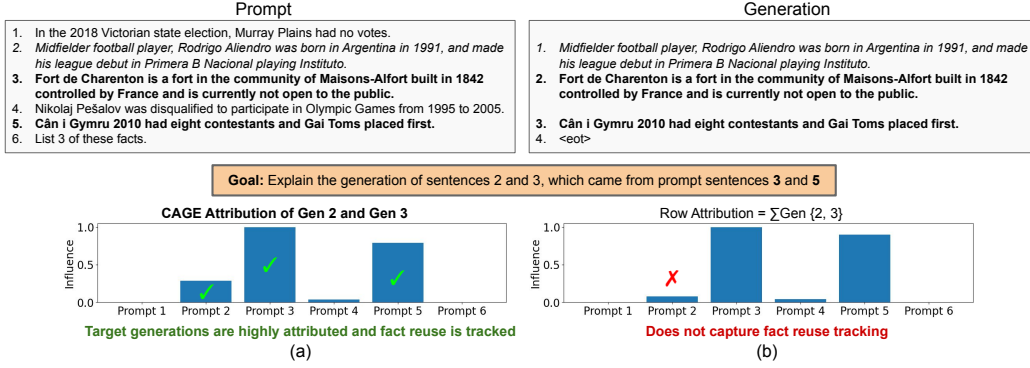 Prompt
1. In the 2018 Victorian state election, Murray Plains had no votes.
2. Midfielder football player, Rodrigo Aliendro was born in Argentina in 1991, and made
his league debut in Primera B Nacional playing Instituto.
3. Fort de Charenton is a fort in the community of Maisons-Alfort built in 1842
controlled by France and is currently not open to the public.
4. Nikolaj Pešalov was disqualified to participate in Olympic Games from 1995 to 2005.
5. Cân i Gymru 2010 had eight contestants and Gai Toms placed first.
6. List 3 of these facts.
Generation
1. Midfielder football player, Rodrigo Aliendro was born in Argentina in 1991, and made
his league debut in Primera B Nacional playing Instituto.
2. Fort de Charenton is a fort in the community of Maisons-Alfort built in 1842
controlled by France and is currently not open to the public.
3. Cân i Gymru 2010 had eight contestants and Gai Toms placed first.
4. <eot>
Goal: Explain the generation of sentences 2 and 3, which came from prompt sentences 3 and 5
CAGE Attribution of Gen 2 and Gen 3
Influence
1.0
0.5
0.0
Prompt 1 Prompt 2 Prompt 3 Prompt 4 Prompt 5 Prompt 6
Target generations are highly attributed and fact reuse is tracked
(a)
Row Attribution = ∑Gen {2, 3}
Influence
1.0
0.5
0.0
Prompt 1 Prompt 2 Prompt 3 Prompt 4 Prompt 5 Prompt 6
Does not capture fact reuse tracking
(b)